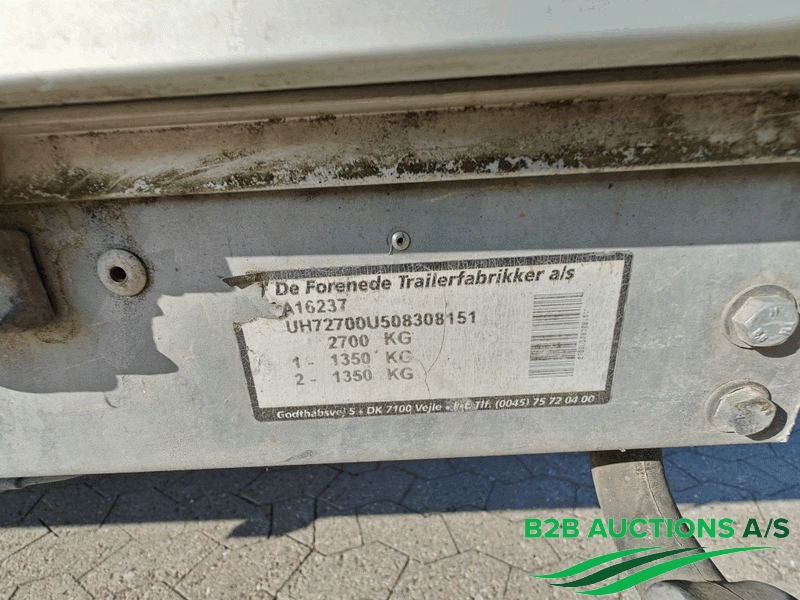 De Forenede Trailerfabrikker a/s
A16237
UH72700U508308151
2700 KG
1 - 1350 KG
2 - 1350 KG
Godthåbsvej 5 • DK 7100 Vejle • Int. Tlf. (0045) 75 72 04 00
B2B AUCTIONS A/S